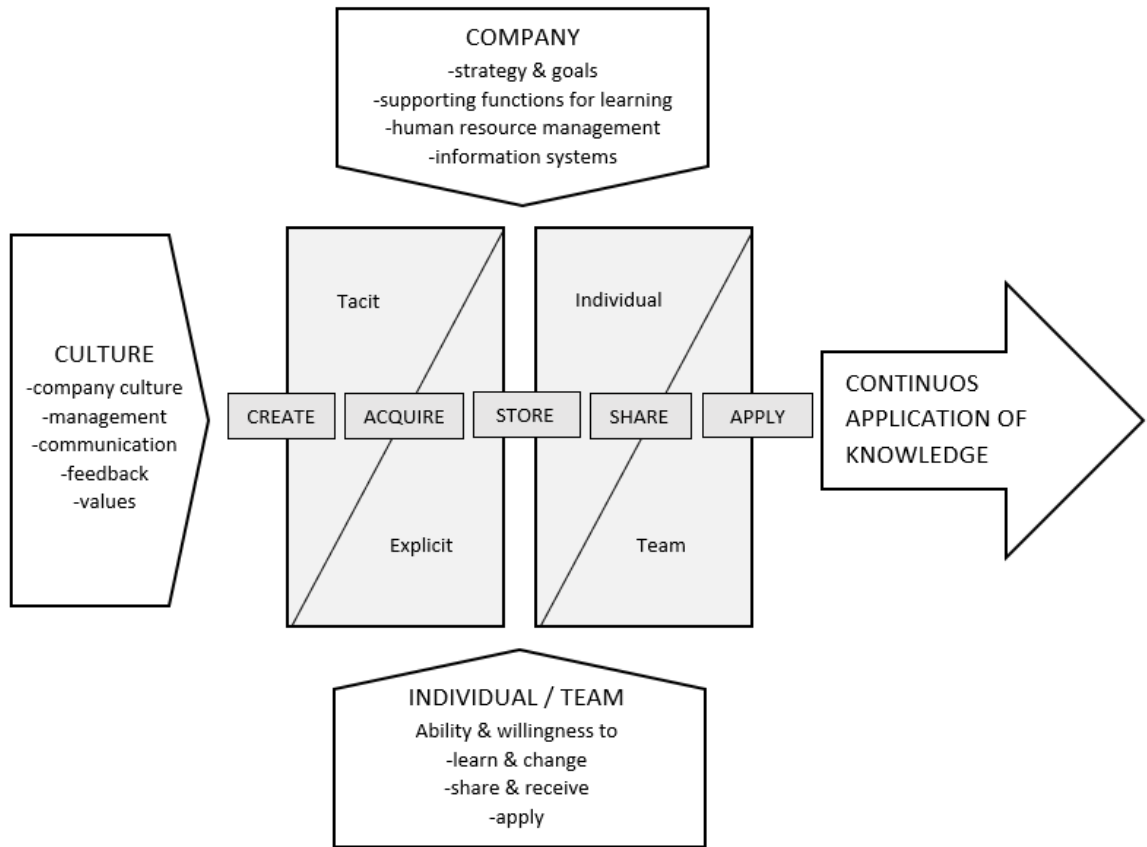 COMPANY
-strategy & goals
-supporting functions for learning
-human resource management
-information systems
CULTURE
-company culture
-management
-communication
-feedback
-values
Tacit
Explicit
Individual
Team
CREATE
ACQUIRE
STORE
SHARE
APPLY
CONTINUOS
APPLICATION OF
KNOWLEDGE
INDIVIDUAL / TEAM
Ability & willingness to
-learn & change
-share & receive
-apply